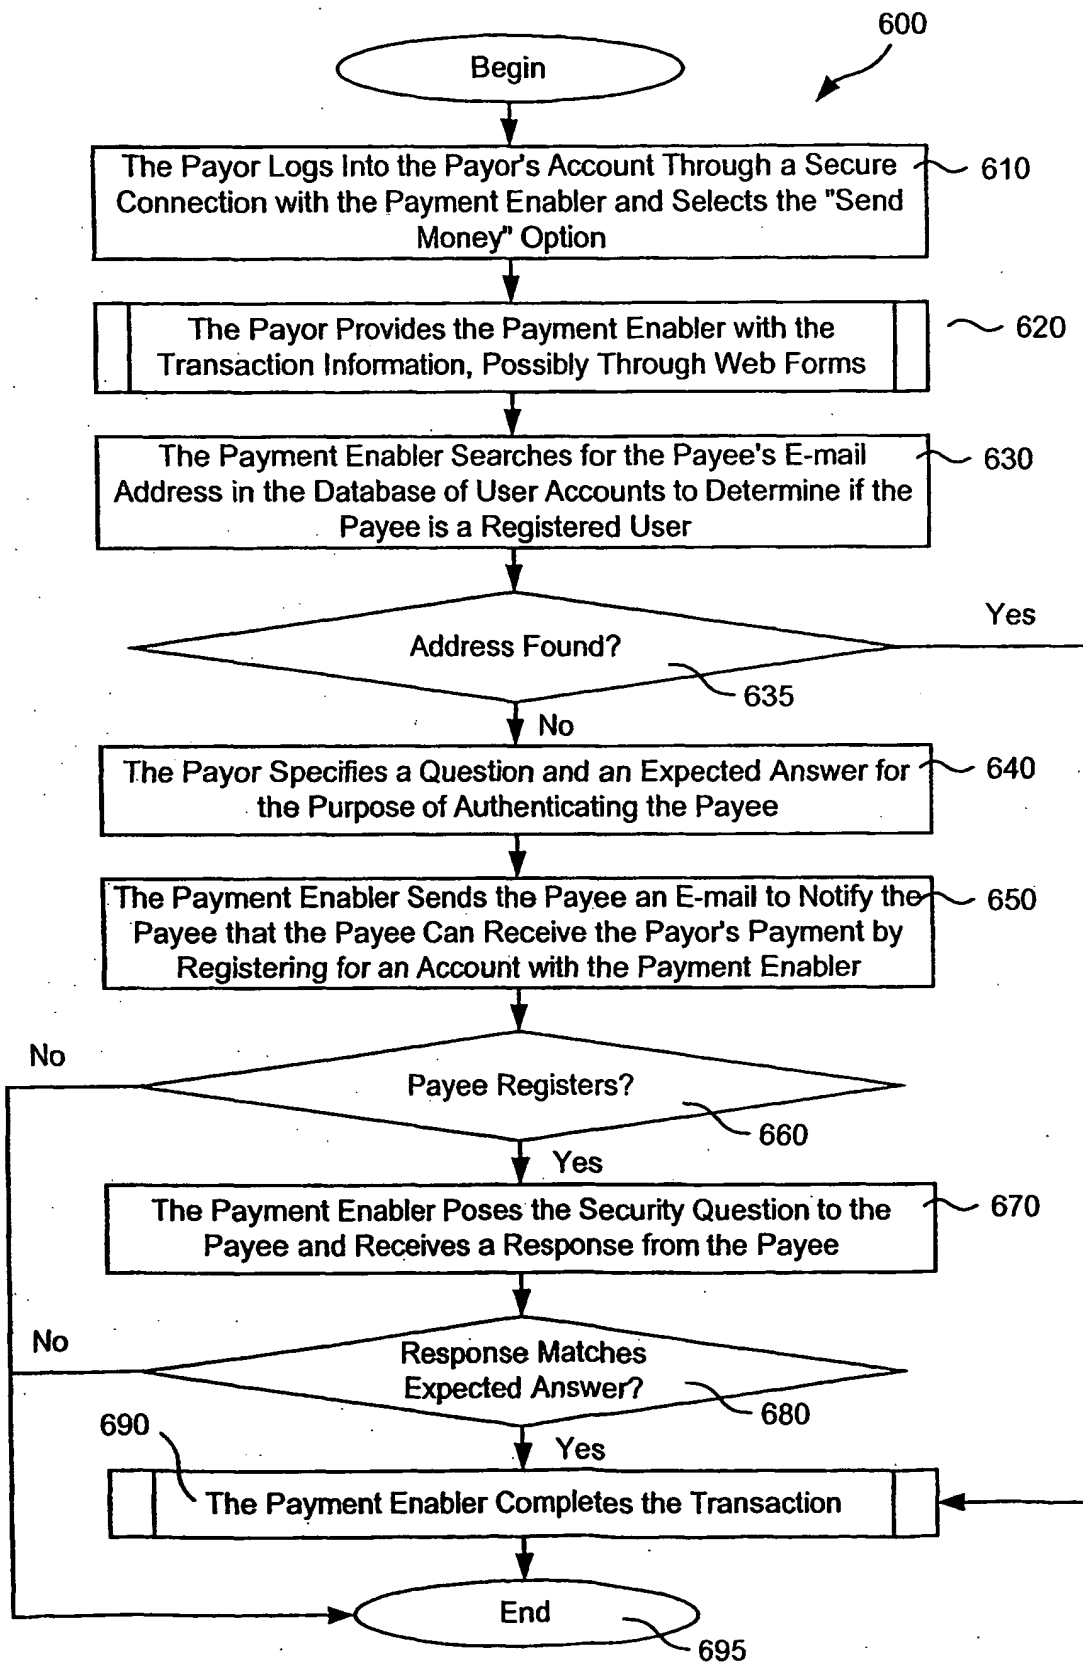 600
Begin
The Payor Logs Into the Payor's Account Through a Secure
Connection with the Payment Enabler and Selects the "Send
Money" Option
610
The Payor Provides the Payment Enabler with the
Transaction Information, Possibly Through Web Forms
620
The Payment Enabler Searches for the Payee's E-mail
Address in the Database of User Accounts to Determine if the
Payee is a Registered User
630
Address Found?
Yes
635
No
The Payor Specifies a Question and an Expected Answer for
the Purpose of Authenticating the Payee
640
The Payment Enabler Sends the Payee an E-mail to Notify the
Payee that the Payee Can Receive the Payor's Payment by
Registering for an Account with the Payment Enabler
650
No
Payee Registers?
660
Yes
The Payment Enabler Poses the Security Question to the
Payee and Receives a Response from the Payee
670
No
Response Matches
Expected Answer?
680
690
Yes
The Payment Enabler Completes the Transaction
End
695